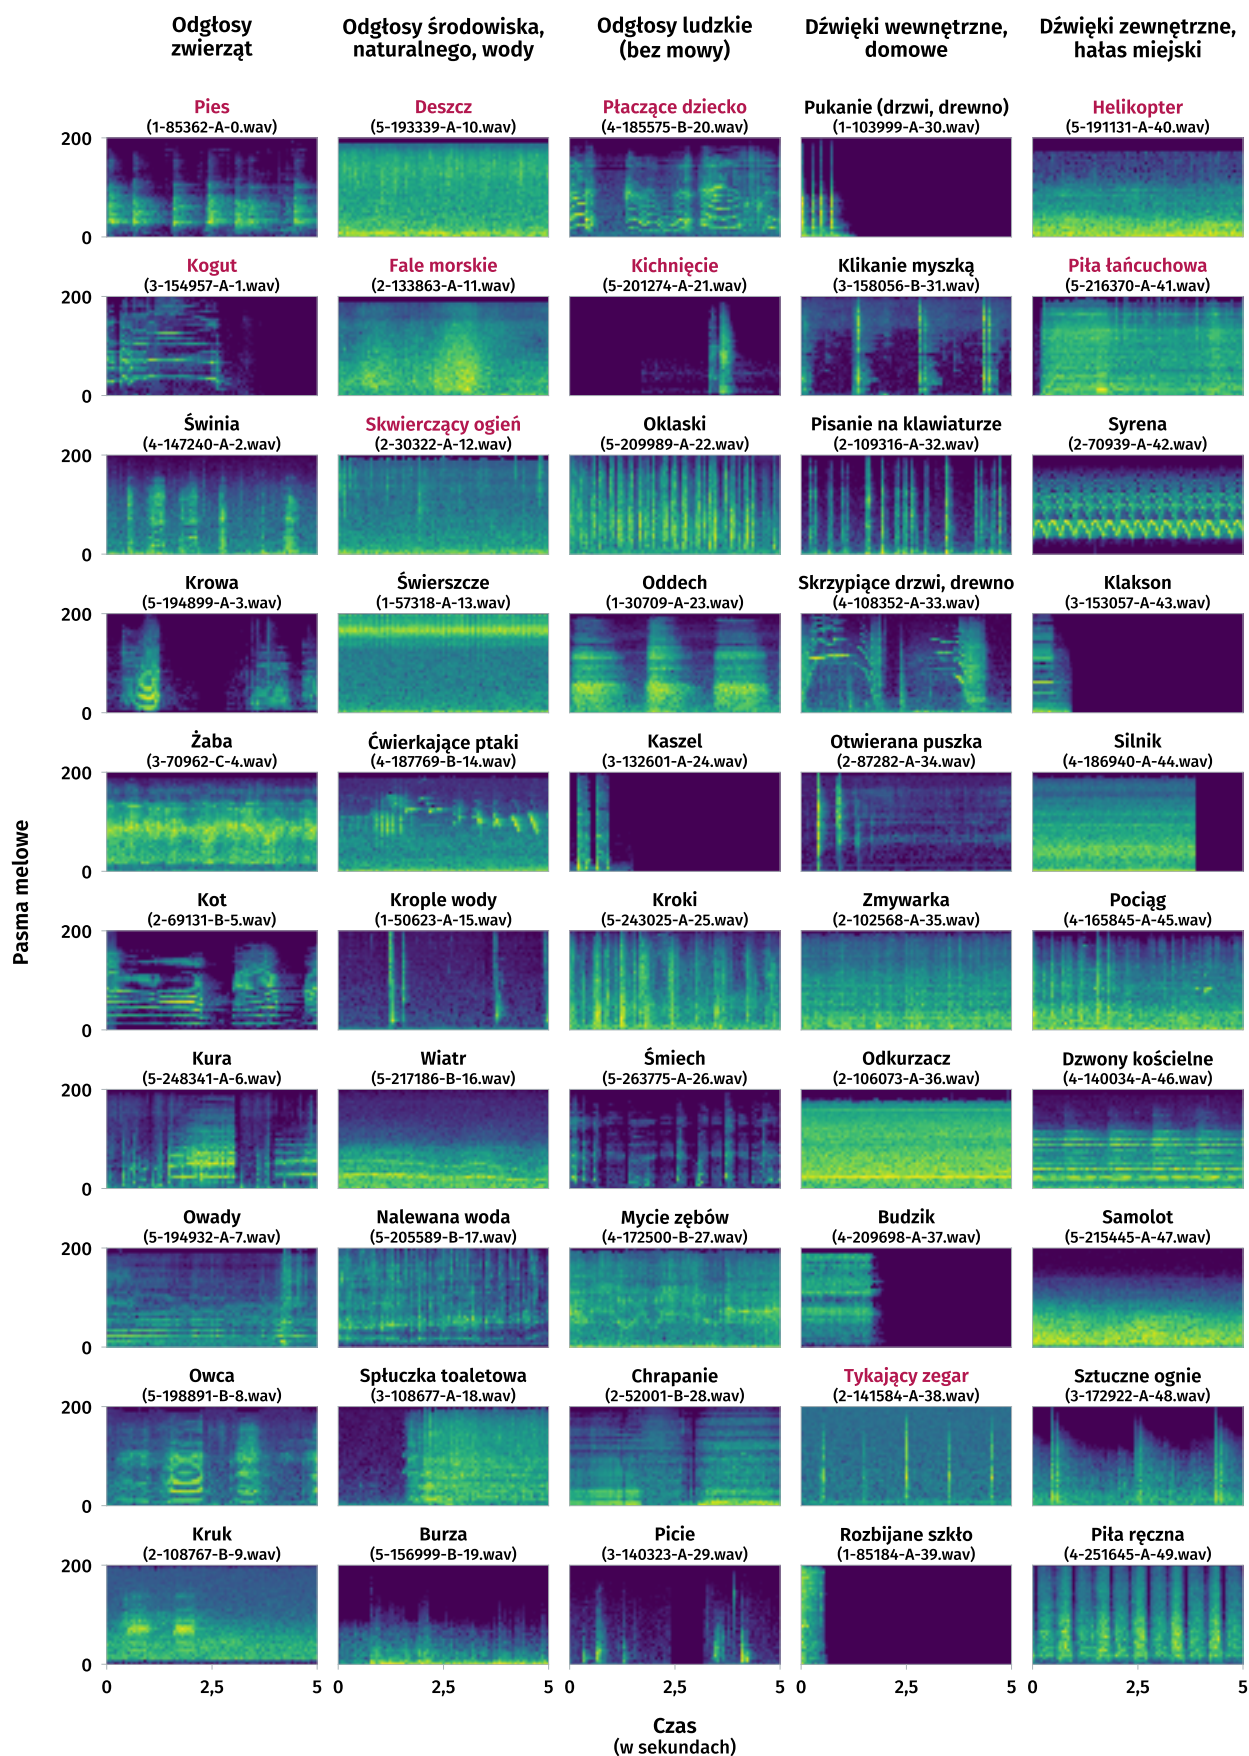 Odgłosy
zwierząt
Odgłosy środowiska,
naturalnego, wody
Odgłosy ludzkie
(bez mowy)
Dźwięki wewnętrzne,
domowe
Dźwięki zewnętrzne,
hałas miejski
Pies
(1-85362-A-0.wav)
Deszcz
(5-193339-A-10.wav)
Płaczące dziecko
(4-185575-B-20.wav)
Pukanie (drzwi, drewno)
(1-103999-A-30.wav)
Helikopter
(5-191131-A-40.wav)
200
0
Kogut
(3-154957-A-1.wav)
Fale morskie
(2-133863-A-11.wav)
Kichnięcie
(5-201274-A-21.wav)
Klikanie myszką
(3-158056-B-31.wav)
Piła łańcuchowa
(5-216370-A-41.wav)
200
0
Świnia
(4-147240-A-2.wav)
Skwierczący ogień
(2-30322-A-12.wav)
Oklaski
(5-209989-A-22.wav)
Pisanie na klawiaturze
(2-109316-A-32.wav)
Syrena
(2-70939-A-42.wav)
200
0
Krowa
(5-194899-A-3.wav)
Świerszcze
(1-57318-A-13.wav)
Oddech
(1-30709-A-23.wav)
Skrzypiące drzwi, drewno
(4-108352-A-33.wav)
Klakson
(3-153057-A-43.wav)
200
0
Żaba
(3-70962-C-4.wav)
Ćwierkające ptaki
(4-187769-B-14.wav)
Kaszel
(3-132601-A-24.wav)
Otwierana puszka
(2-87282-A-34.wav)
Silnik
(4-186940-A-44.wav)
200
0
Pasma melowe
Kot
(2-69131-B-5.wav)
Krople wody
(1-50623-A-15.wav)
Kroki
(5-243025-A-25.wav)
Zmywarka
(2-102568-A-35.wav)
Pociąg
(4-165845-A-45.wav)
200
0
Kura
(5-248341-A-6.wav)
Wiatr
(5-217186-B-16.wav)
Śmiech
(5-263775-A-26.wav)
Odkurzacz
(2-106073-A-36.wav)
Dzwony kościelne
(4-140034-A-46.wav)
200
0
Owady
(5-194932-A-7.wav)
Nalewana woda
(5-205589-B-17.wav)
Mycie zębów
(4-172500-B-27.wav)
Budzik
(4-209698-A-37.wav)
Samolot
(5-215445-A-47.wav)
200
0
Owca
(5-198891-B-8.wav)
Spłuczka toaletowa
(3-108677-A-18.wav)
Chrapanie
(2-52001-B-28.wav)
Tykający zegar
(2-141584-A-38.wav)
Sztuczne ognie
(3-172922-A-48.wav)
200
0
Kruk
(2-108767-B-9.wav)
Burza
(5-156999-B-19.wav)
Picie
(3-140323-A-29.wav)
Rozbijane szkło
(1-85184-A-39.wav)
Piła ręczna
(4-251645-A-49.wav)
200
0
0 2,5 5
0 2,5 5
0 2,5 5
0 2,5 5
0 2,5 5
Czas
(w sekundach)